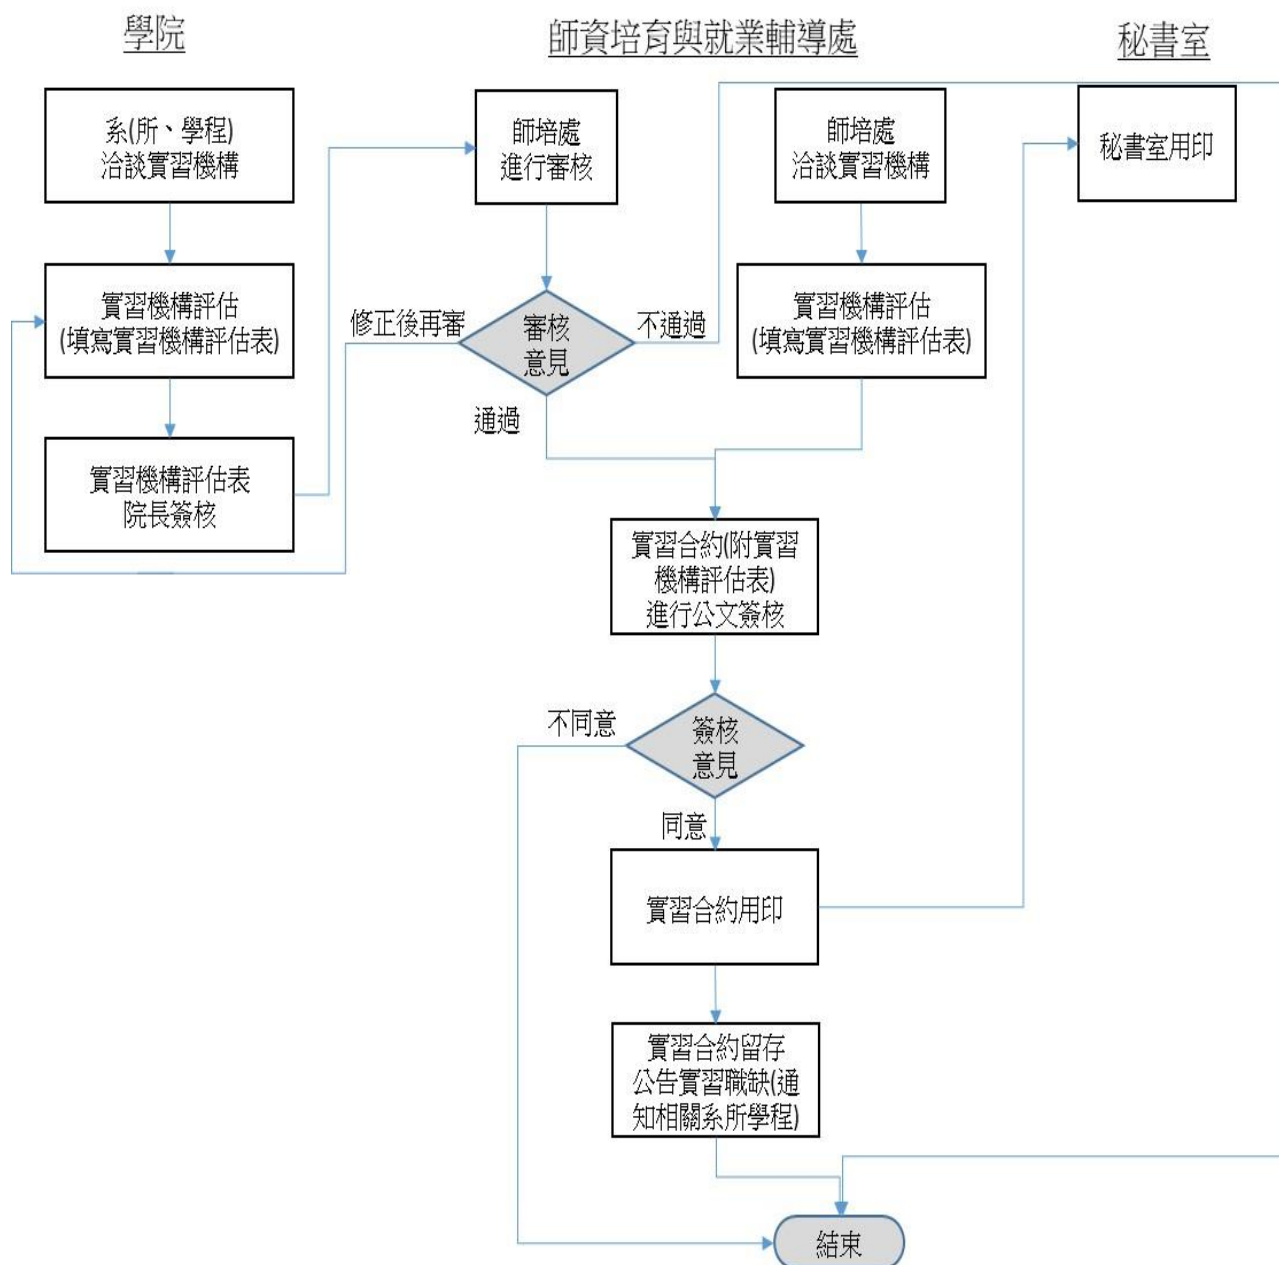 學院
師資培育與就業輔導處
秘書室
系(所、學程)
洽談實習機構
師培處
進行審核
師培處
洽談實習機構
秘書室用印
實習機構評估
(填寫實習機構評估表)
修正後再審
審核
意見
不通過
實習機構評估
(填寫實習機構評估表)
通過
實習機構評估表
院長簽核
實習合約(附實習
機構評估表)
進行公文簽核
不同意
簽核
意見
同意
實習合約用印
實習合約留存
公告實習職缺(通
知相關系所學程)
結束